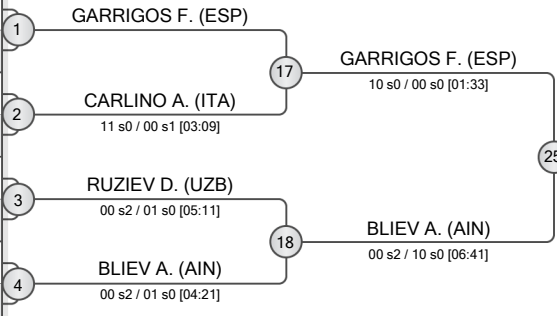 GARRIGOS F. (ESP)
1
17
GARRIGOS F. (ESP)
10 s0 / 00 s0 [01:33]
CARLINO A. (ITA)
2
11 s0 / 00 s1 [03:09]
25
RUZIEV D. (UZB)
3
00 s2 / 01 s0 [05:11]
18
BLIEV A. (AIN)
00 s2 / 10 s0 [06:41]
BLIEV A. (AIN)
4
00 s2 / 01 s0 [04:21]